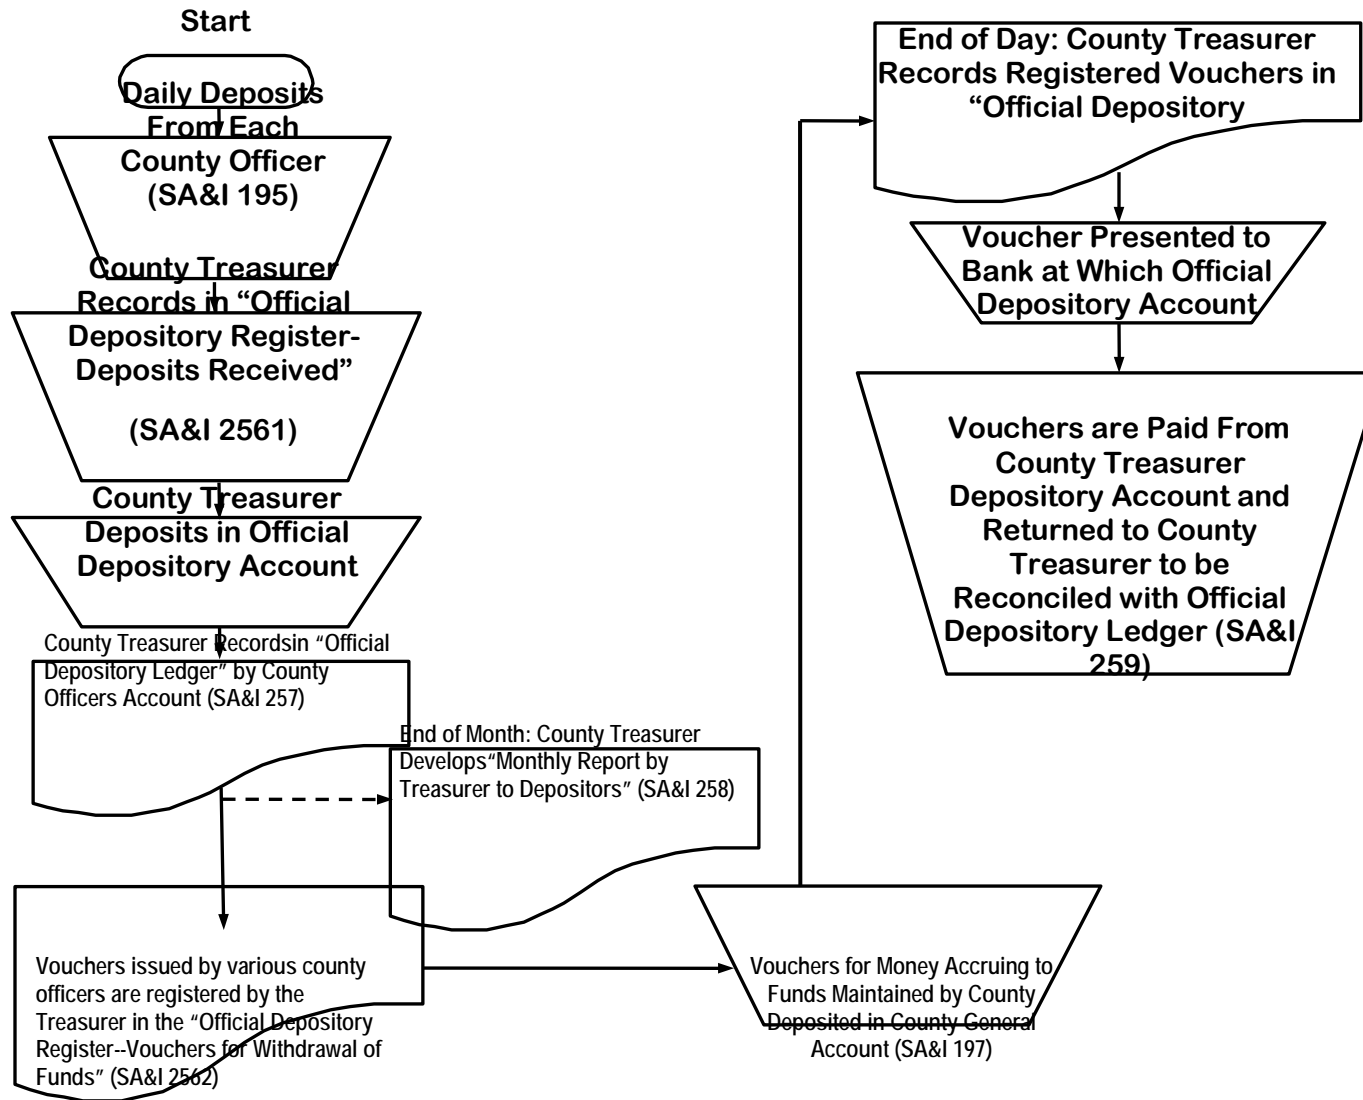 Start
Daily Deposits
From Each
County Officer
(SA&I 195)
County Treasurer
Records in “Official
Depository Register-
Deposits Received”
(SA&I 2561)
County Treasurer
Deposits in Official
Depository Account
County Treasurer Recordsin “Official
Depository Ledger” by County
Officers Account (SA&I 257)
End of Month: County Treasurer
Develops“Monthly Report by
Treasurer to Depositors” (SA&I 258)
Vouchers issued by various county
officers are registered by the
Treasurer in the “Official Depository
Register--Vouchers for Withdrawal of
Funds” (SA&I 2562)
Vouchers for Money Accruing to
Funds Maintained by County
Deposited in County General
Account (SA&I 197)
End of Day: County Treasurer
Records Registered Vouchers in
“Official Depository
Voucher Presented to
Bank at Which Official
Depository Account
Vouchers are Paid From
County Treasurer
Depository Account and
Returned to County
Treasurer to be
Reconciled with Official
Depository Ledger (SA&I
259)